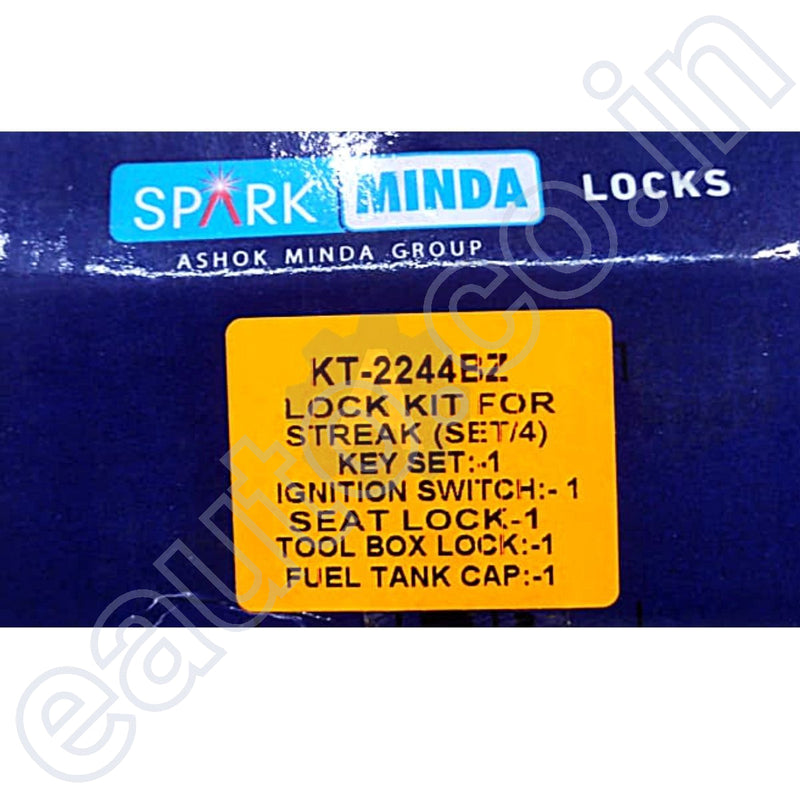 SPARK MINDA LOCKS
ASHOK MINDA GROUP
KT-2244BZ
LOCK KIT FOR
STREAK (SET/4)
KEY SET:-1
IGNITION SWITCH:- 1
SEAT LOCK-1
TOOL BOX LOCK:-1
FUEL TANK CAP:-1
eauto.co.in